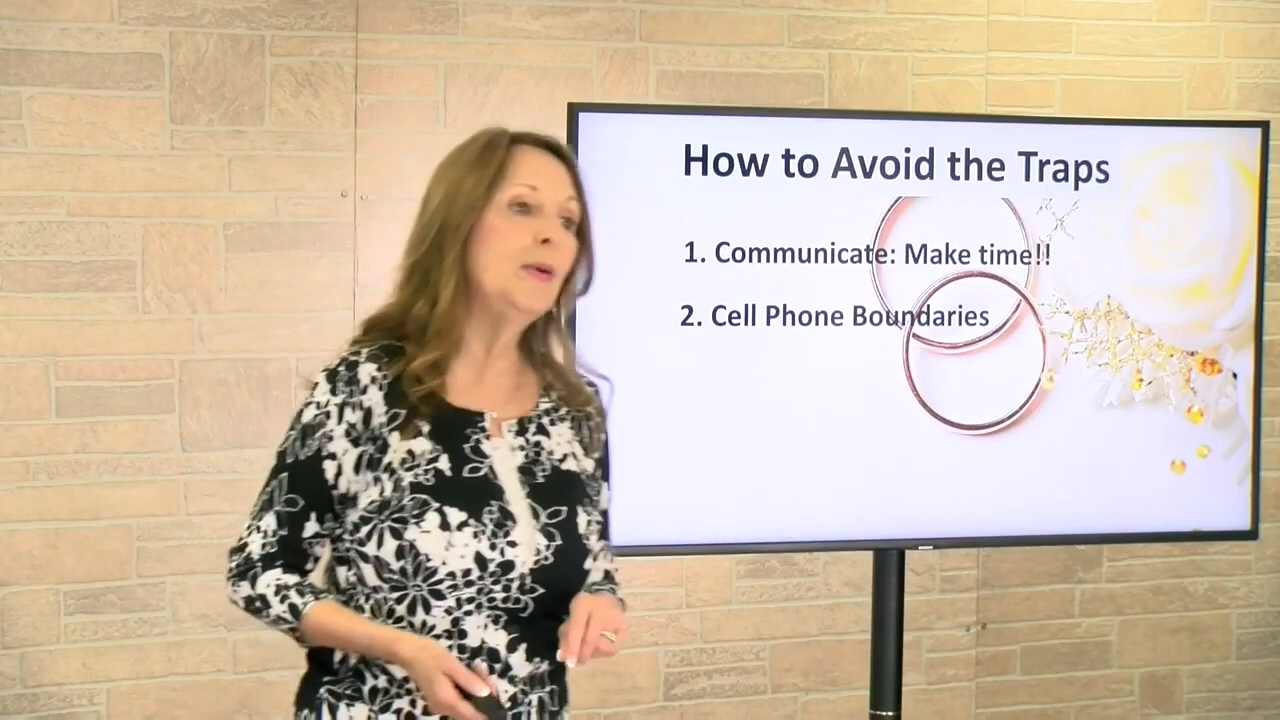 How to Avoid the Traps
1. Communicate: Make time!!
2. Cell Phone Boundaries